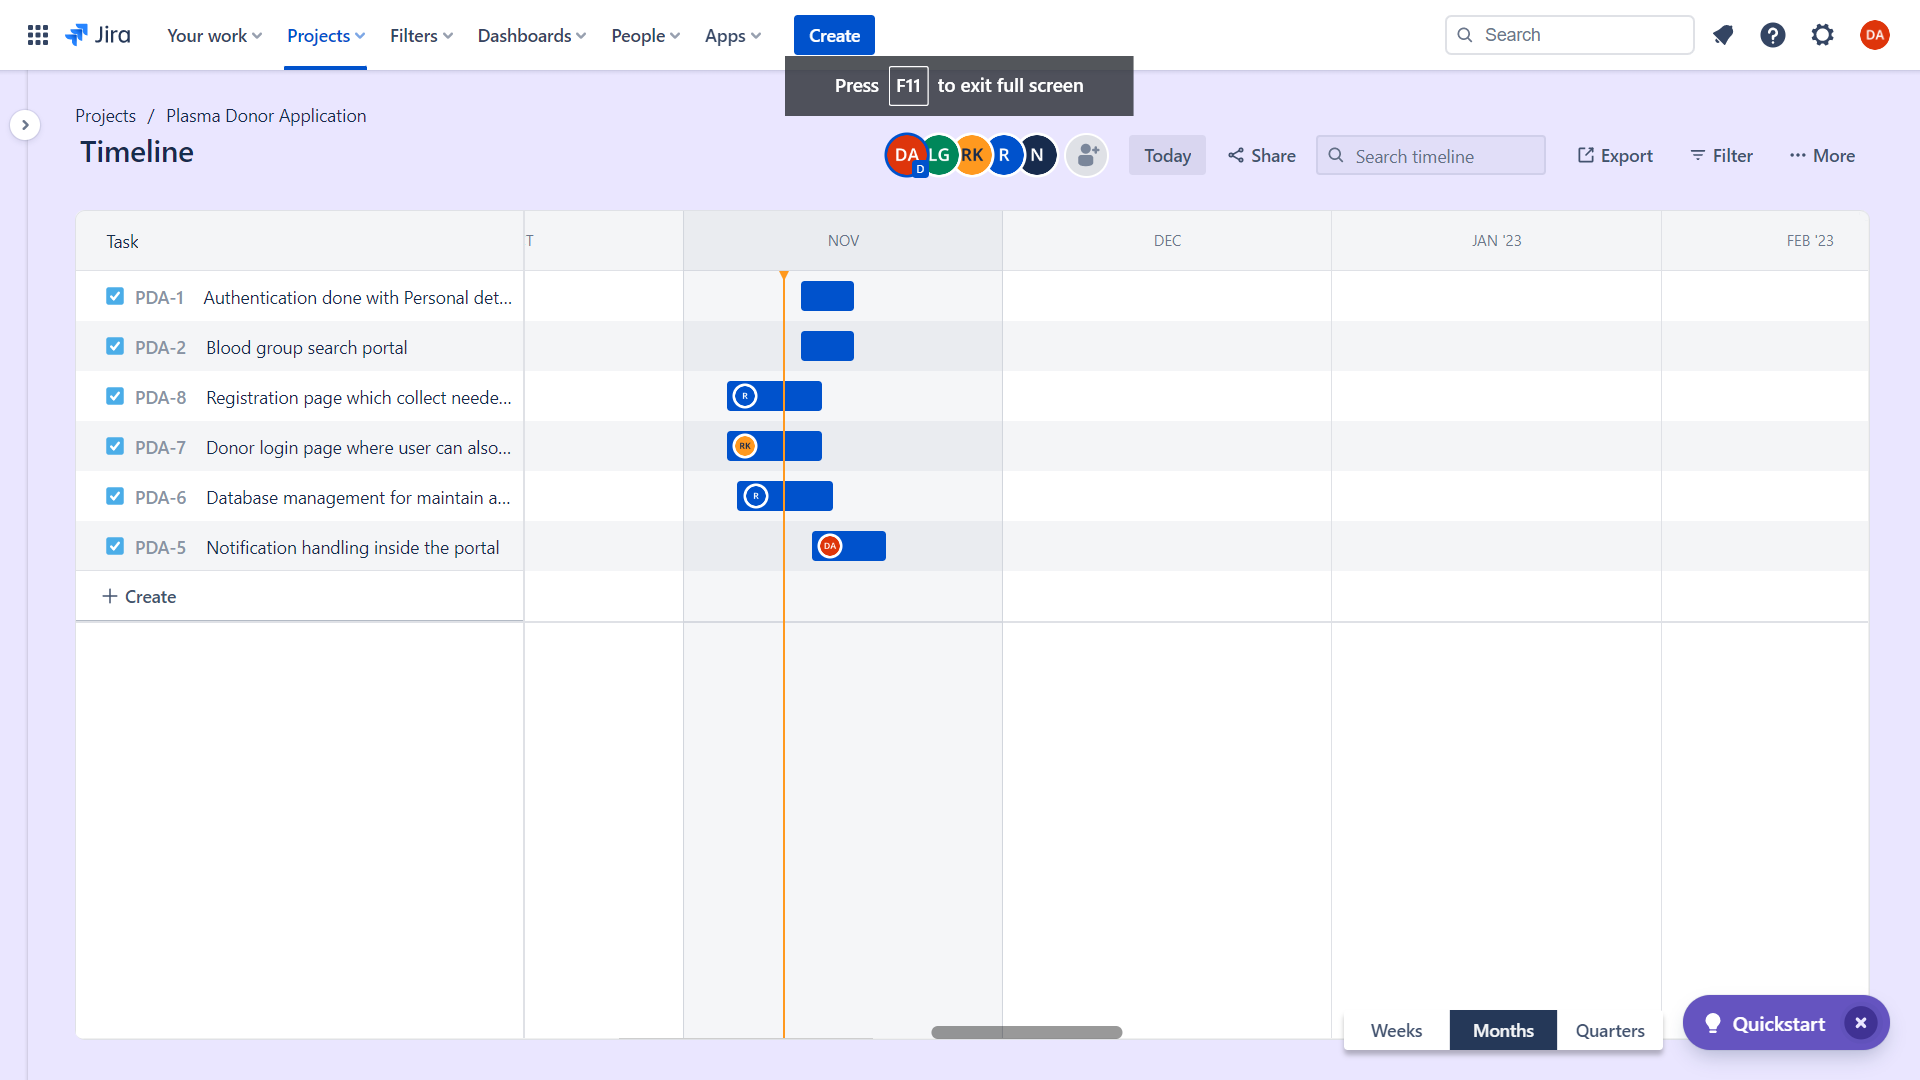 Jira Your work Projects Filters Dashboards People Apps Create Search DA
Press F11 to exit full screen
Projects / Plasma Donor Application
Timeline
DA D LG RK R N Today Share Search timeline Export Filter More
Task T NOV DEC JAN '23 FEB '23
PDA-1 Authentication done with Personal det...
PDA-2 Blood group search portal
PDA-8 Registration page which collect neede... R
PDA-7 Donor login page where user can also... RK
PDA-6 Database management for maintain a... R
PDA-5 Notification handling inside the portal DA
+ Create
Weeks Months Quarters Quickstart